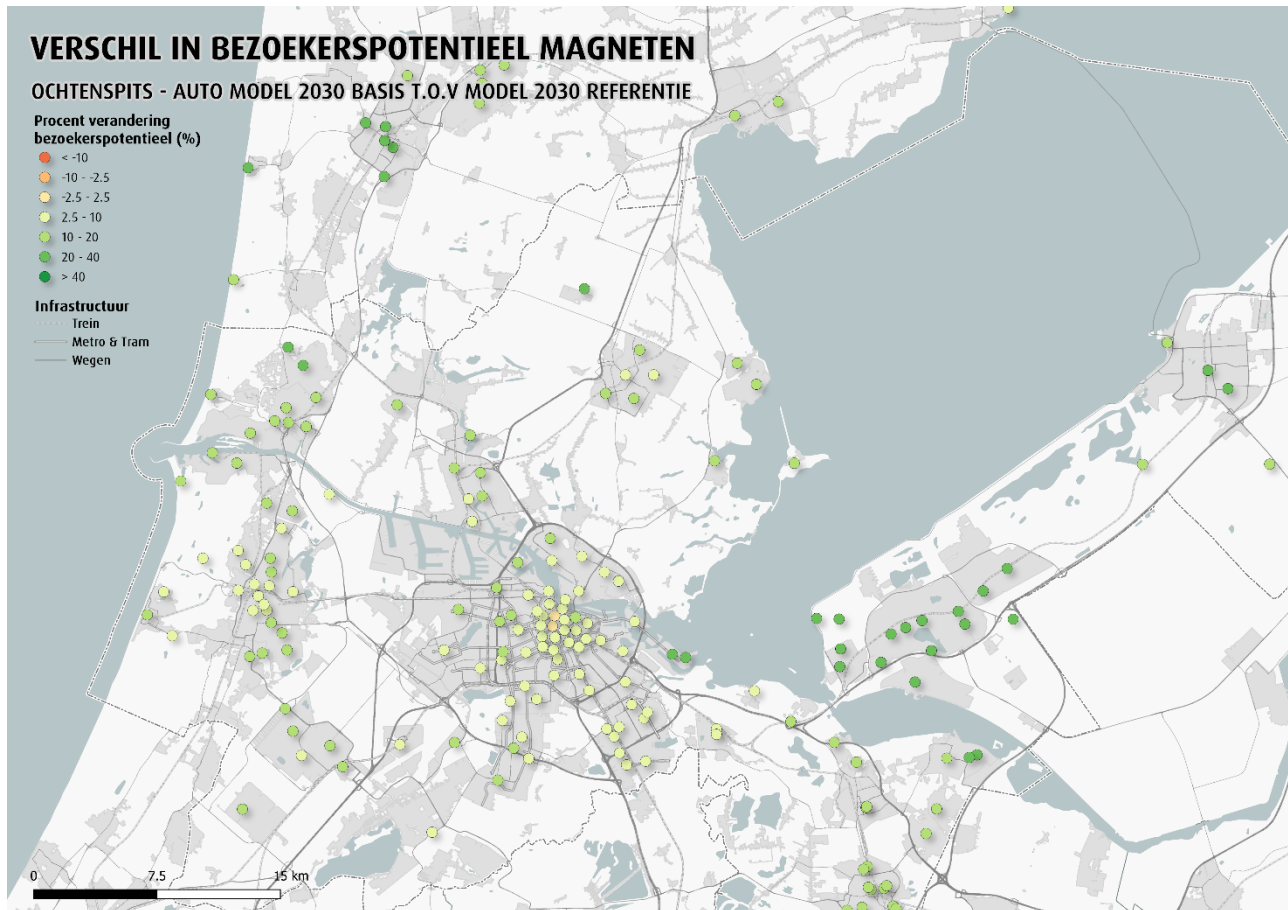 VERSCHIL IN BEZOEKERSPOTENTIEEL MAGNETEN
OCHTENSPITS - AUTO MODEL 2030 BASIS T.O.V MODEL 2030 REFERENTIE
Procent verandering
bezoekerspotentieel (%)
< -10
-10 - -2.5
-2.5 - 2.5
2.5 - 10
10 - 20
20 - 40
> 40
Infrastructuur
Trein
Metro & Tram
Wegen
0 7.5 15 km